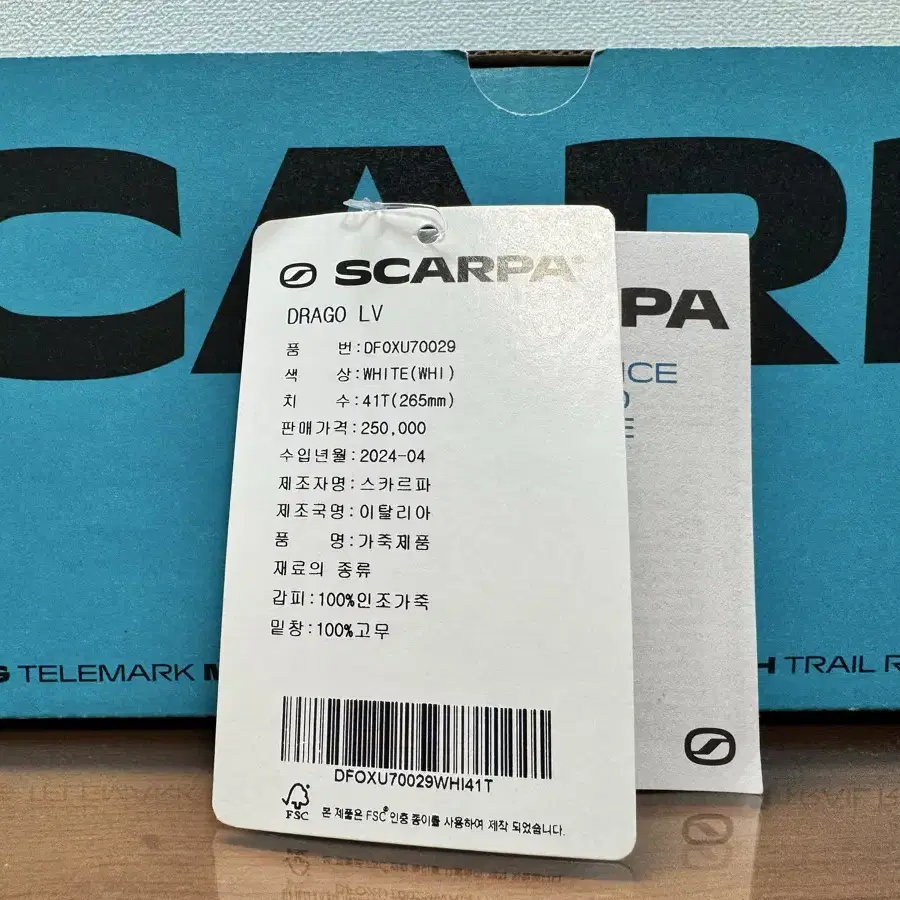 CAR
SCARPA
DRAGO LV
품 번:DFOXU70029
색 상:WHITE(WHI)
치 수:41T(265mm)
판매가격:250,000
수입년월:2024-04
제조자명:스카르파
제조국명:이탈리아
품 명:가죽제품
재료의 종류
갑피:100%인조가죽
밑창:100%고무
DFOXU70029WHI41T
FSC
본 제품은 FSC® 인증 종이를 사용하여 제작 되었습니다.
PA
TELEMARK
TRAIL R